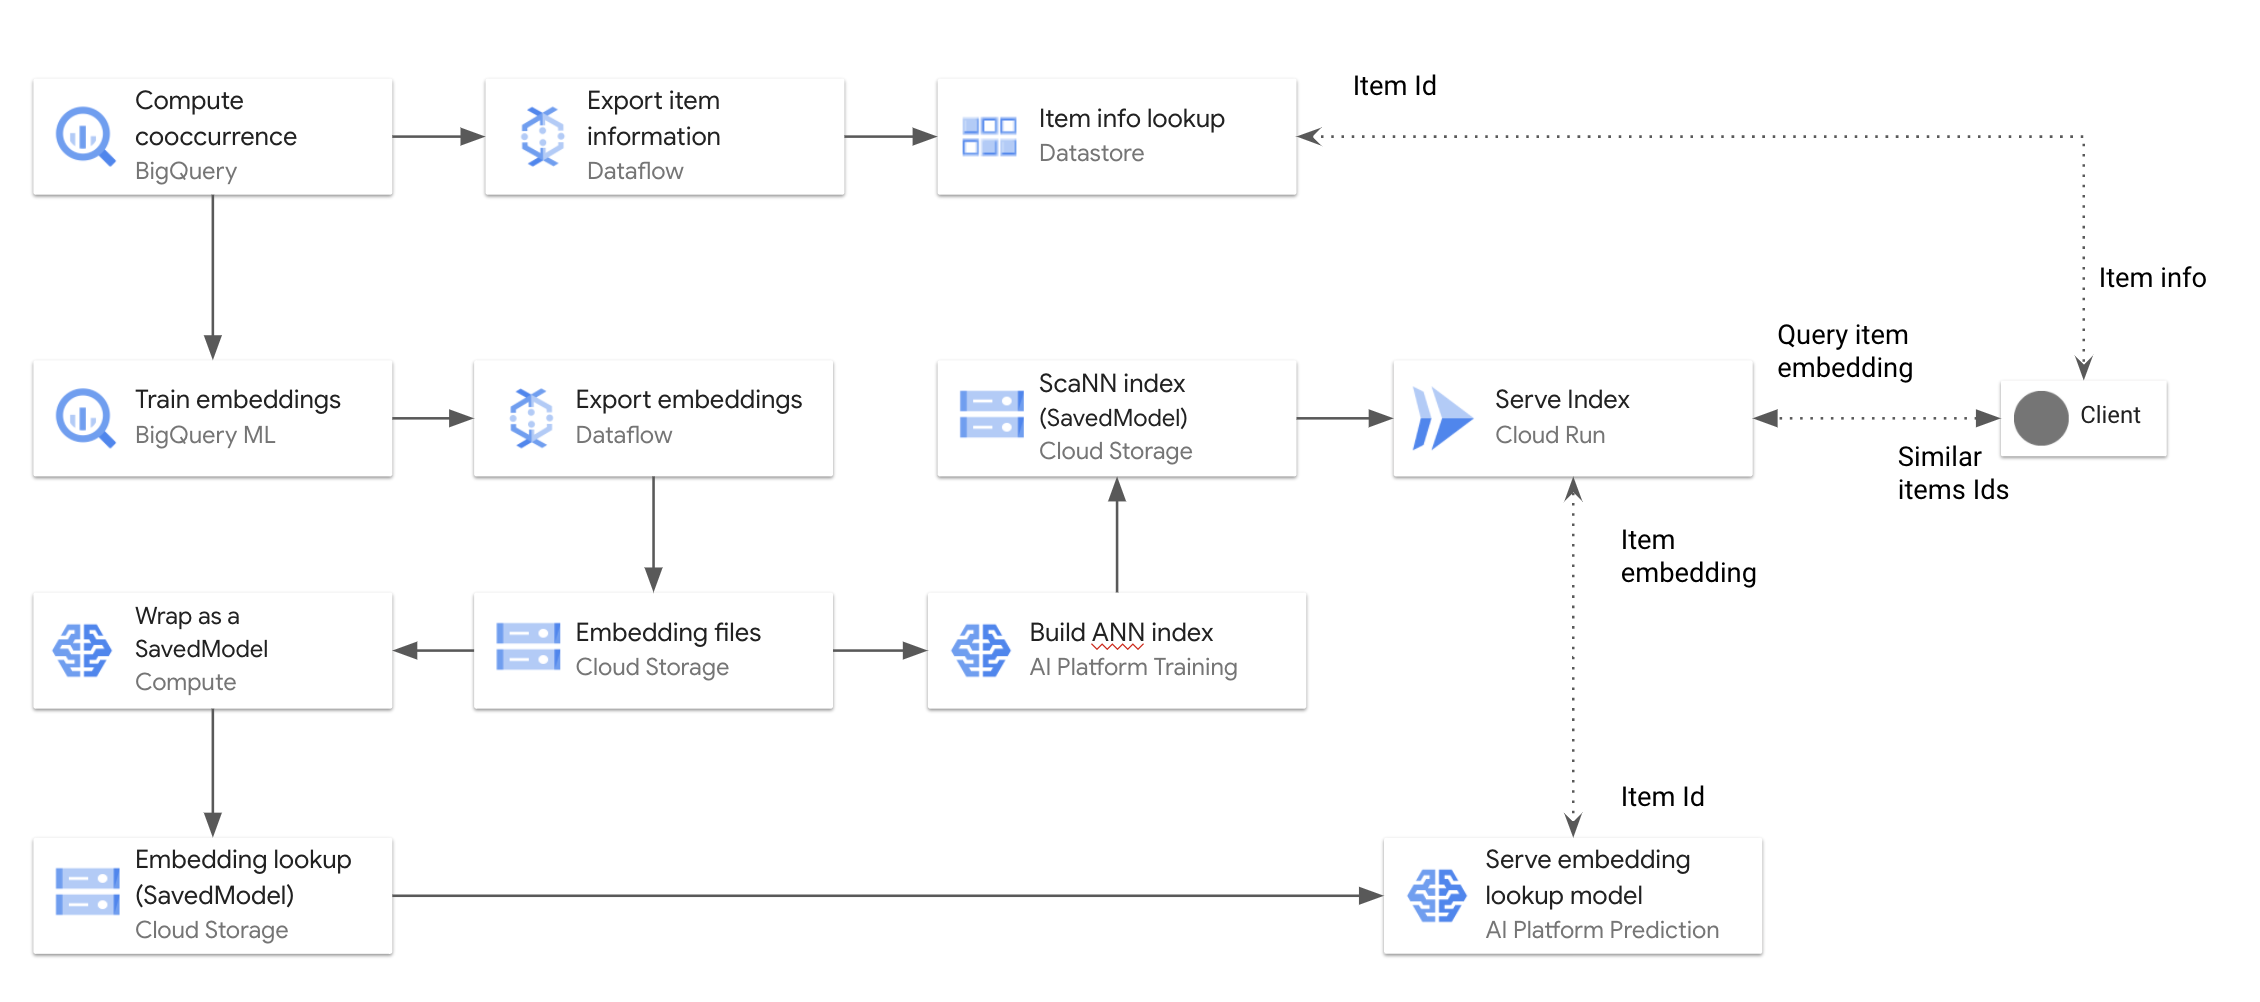 Compute
cooccurrence
BigQuery
Export item
information
Dataflow
Item info lookup
Datastore
Item Id
Item info
Train embeddings
BigQuery ML
Export embeddings
Dataflow
ScaNN index
(SavedModel)
Cloud Storage
Serve Index
Cloud Run
Query item
embedding
Client
Similar
items Ids
Item
embedding
Wrap as a
SavedModel
Compute
Embedding files
Cloud Storage
Build ANN index
AI Platform Training
Item Id
Embedding lookup
(SavedModel)
Cloud Storage
Serve embedding
lookup model
AI Platform Prediction